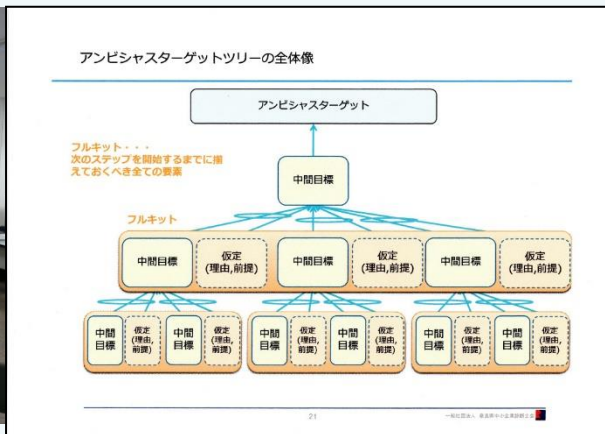 アンビシャスターゲットツリーの全体像
アンビシャスターゲット
フルキット・・・
次のステップを開始するまでに揃
えておくべき全ての要素
中間目標
フルキット
中間目標
仮定
(理由,前提)
中間目標
仮定
(理由,前提)
中間目標
仮定
(理由,前提)
中間
目標
仮定
(理由,
前提)
中間
目標
仮定
(理由,
前提)
中間
目標
仮定
(理由,
前提)
中間
目標
仮定
(理由,
前提)
中間
目標
仮定
(理由,
前提)
中間
目標
仮定
(理由,
前提)
21